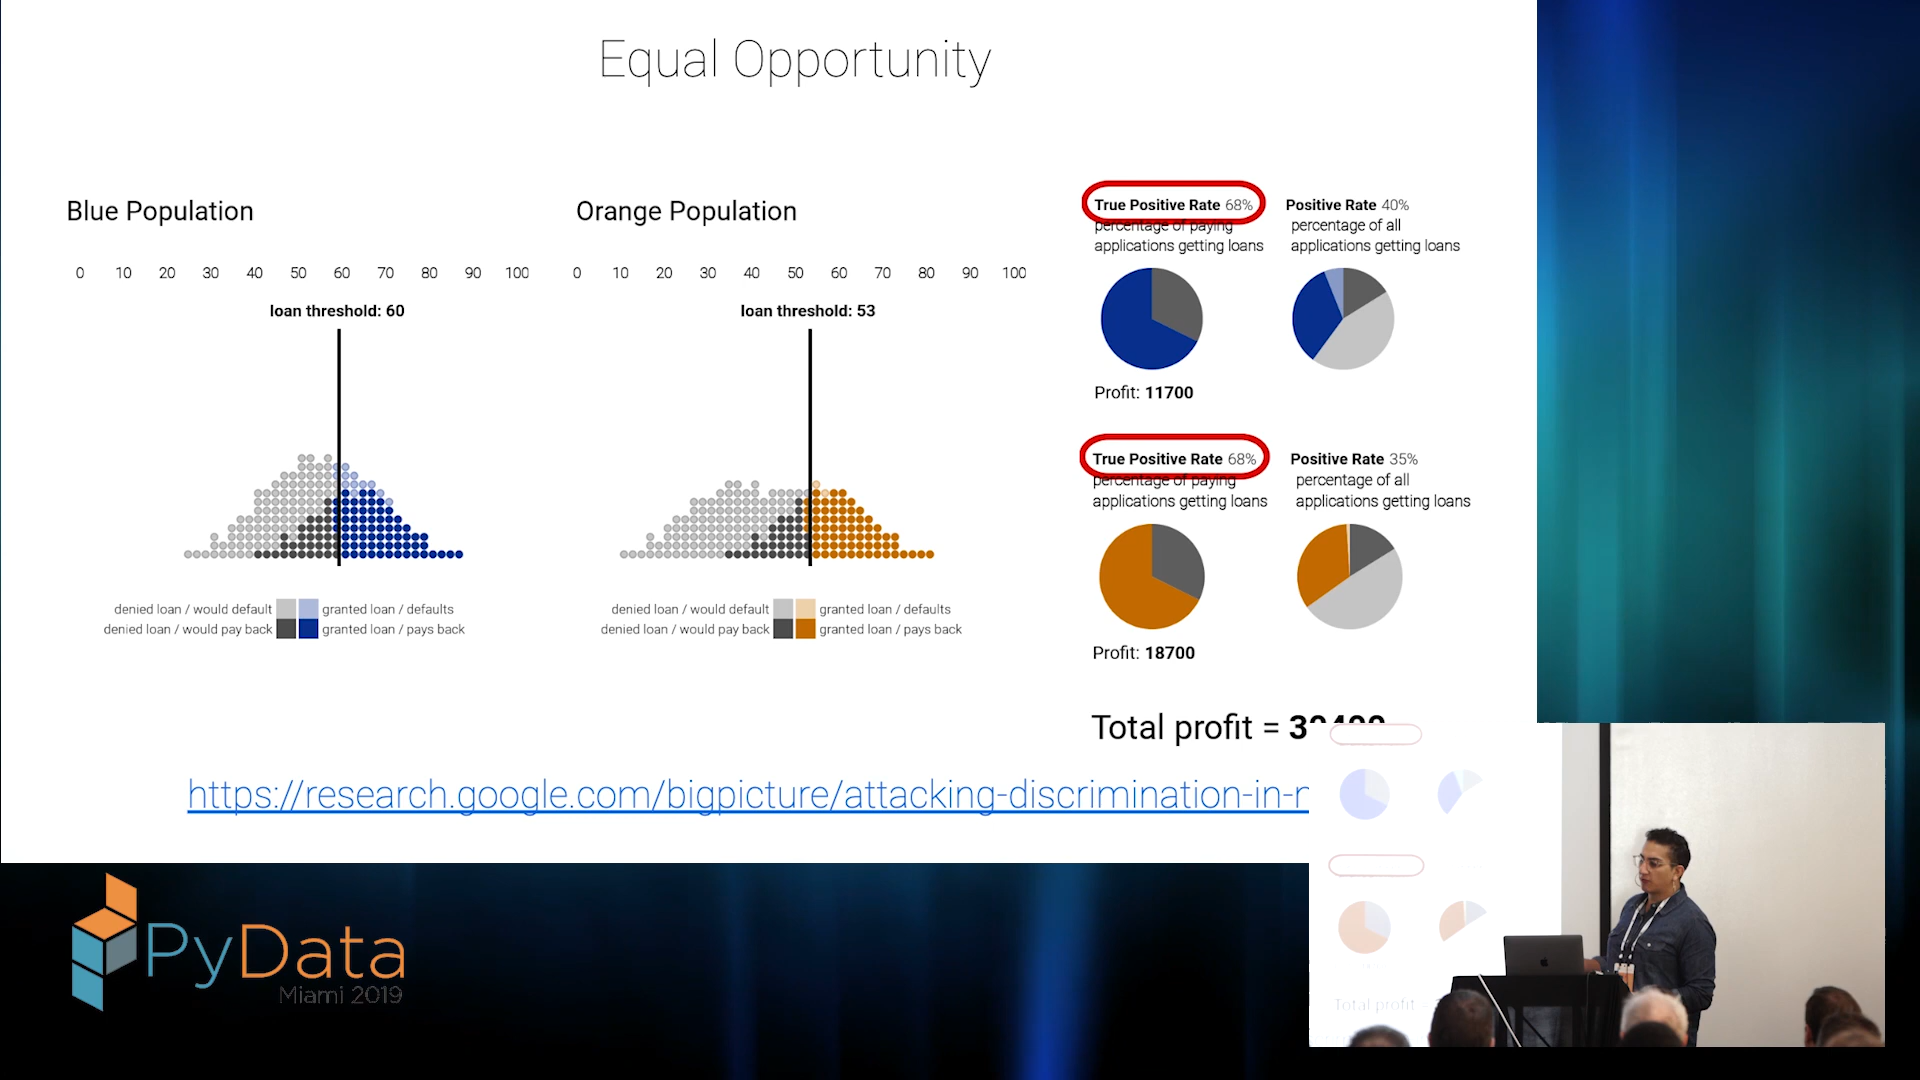 Equal Opportunity
Blue Population
0 10 20 30 40 50 60 70 80 90 100
loan threshold: 60
denied loan / would default
granted loan / defaults
denied loan / would pay back
granted loan / pays back
Orange Population
0 10 20 30 40 50 60 70 80 90 100
loan threshold: 53
denied loan / would default
granted loan / defaults
denied loan / would pay back
granted loan / pays back
True Positive Rate 68%
percentage of paying
applications getting loans
Positive Rate 40%
percentage of all
applications getting loans
Profit: 11700
True Positive Rate 68%
percentage of paying
applications getting loans
Positive Rate 35%
percentage of all
applications getting loans
Profit: 18700
Total profit =
https://research.google.com/bigpicture/attacking-discrimination-in-
PyData
Miami 2019
Total profit